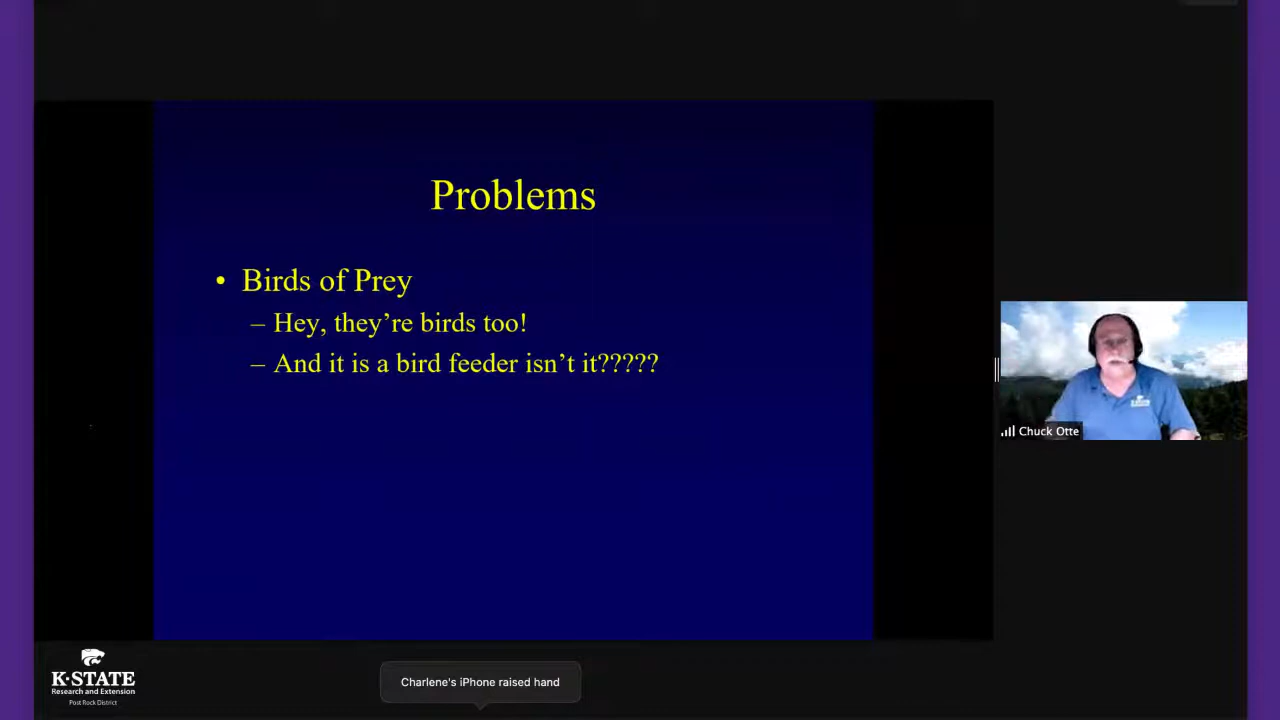 Problems
• Birds of Prey
– Hey, they’re birds too!
– And it is a bird feeder isn’t it?????
Chuck Otte
K-STATE
Research and Extension
Post Rock District
Charlene's iPhone raised hand